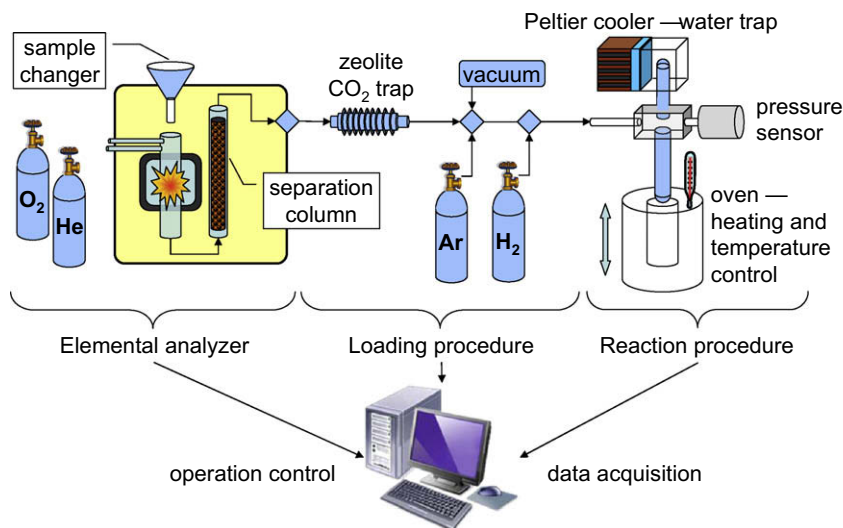 sample
changer
O2
He
separation
column
zeolite
CO2 trap
vacuum
Ar
H2
Peltier cooler — water trap
pressure
sensor
oven —
heating and
temperature
control
Elemental analyzer
Loading procedure
Reaction procedure
operation control
data acquisition